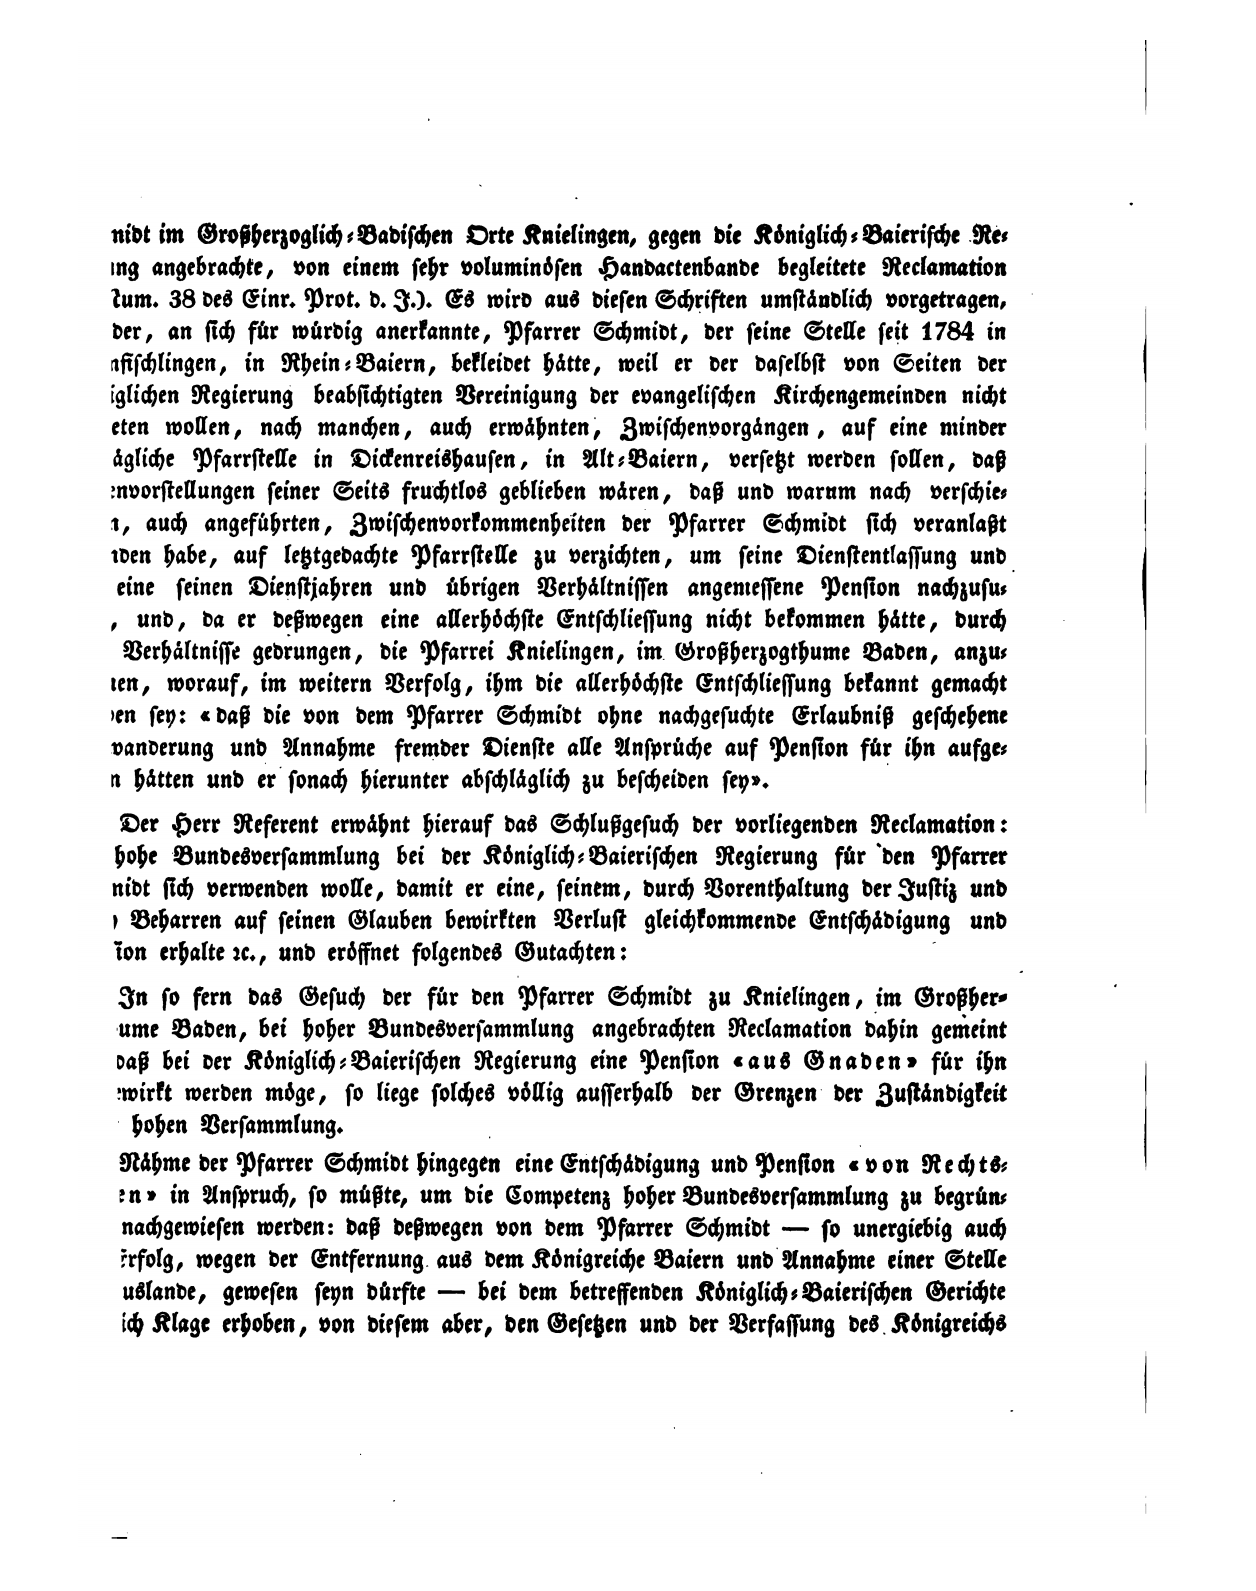 im Großherzoglich-Badischen Orte Knielingen, gegen die Königlich-Baierische Re-
angebrachte, von einem sehr voluminösen Handactenbande begleitete Reclamation
38 des Einr. Prot. d. J.). Es wird aus diesen Schriften umständlich vorgetragen,
der, an sich für würdig anerkannte, Pfarrer Schmidt, der seine Stelle seit 1784 in
in Rhein-Baiern, bekleidet hätte, weil er der daselbst von Seiten der
Regierung beabsichtigten Vereinigung der evangelischen Kirchengemeinden nicht
wollen, nach manchen, auch erwähnten, Zwischenvorgängen, auf eine minder
Pfarrstelle in Dickenreishausen, in Alt-Baiern, versetzt werden sollen, daß
seiner Seits fruchtlos geblieben wären, daß und warum nach verschie-
auch angeführten, Zwischenvorkommenheiten der Pfarrer Schmidt sich veranlaßt
habe, auf letztgedachte Pfarrstelle zu verzichten, um seine Dienstentlassung und
eine seinen Dienstjahren und übrigen Verhältnissen angemessene Pension nachzusu-
, und, da er deßwegen eine allerhöchste Entschliessung nicht bekommen hätte, durch
Verhältnisse gedrungen, die Pfarrei Knielingen, im Großherzogthume Baden, anzu-
worauf, im weitern Verfolg, ihm die allerhöchste Entschliessung bekannt gemacht
sey: «daß die von dem Pfarrer Schmidt ohne nachgesuchte Erlaubniß geschehene
und Annahme fremder Dienste alle Ansprüche auf Pension für ihn aufge-
hätten und er sonach hierunter abschläglich zu bescheiden sey».
Der Herr Referent erwähnt hierauf das Schlußgesuch der vorliegenden Reclamation:
hohe Bundesversammlung bei der Königlich-Baierischen Regierung für den Pfarrer
sich verwenden wolle, damit er eine, seinem, durch Vorenthaltung der Justiz und
Beharren auf seinen Glauben bewirkten Verlust gleichkommende Entschädigung und
erhalte ꝛc., und eröffnet folgendes Gutachten:
In so fern das Gesuch der für den Pfarrer Schmidt zu Knielingen, im Großher-
ume Baden, bei hoher Bundesversammlung angebrachten Reclamation dahin gemeint
daß bei der Königlich-Baierischen Regierung eine Pension «aus Gnaden» für ihn
wirkt werden möge, so liege solches völlig ausserhalb der Grenzen der Zuständigkeit
hohen Versammlung.
Nähme der Pfarrer Schmidt hingegen eine Entschädigung und Pension «von Rechts-
en» in Anspruch, so müßte, um die Competenz hoher Bundesversammlung zu begrün-
nachgewiesen werden: daß deßwegen von dem Pfarrer Schmidt — so unergiebig auch
Erfolg, wegen der Entfernung aus dem Königreiche Baiern und Annahme einer Stelle
uslande, gewesen seyn dürfte — bei dem betreffenden Königlich-Baierischen Gerichte
ich Klage erhoben, von diesem aber, den Gesetzen und der Verfassung des Königreichs